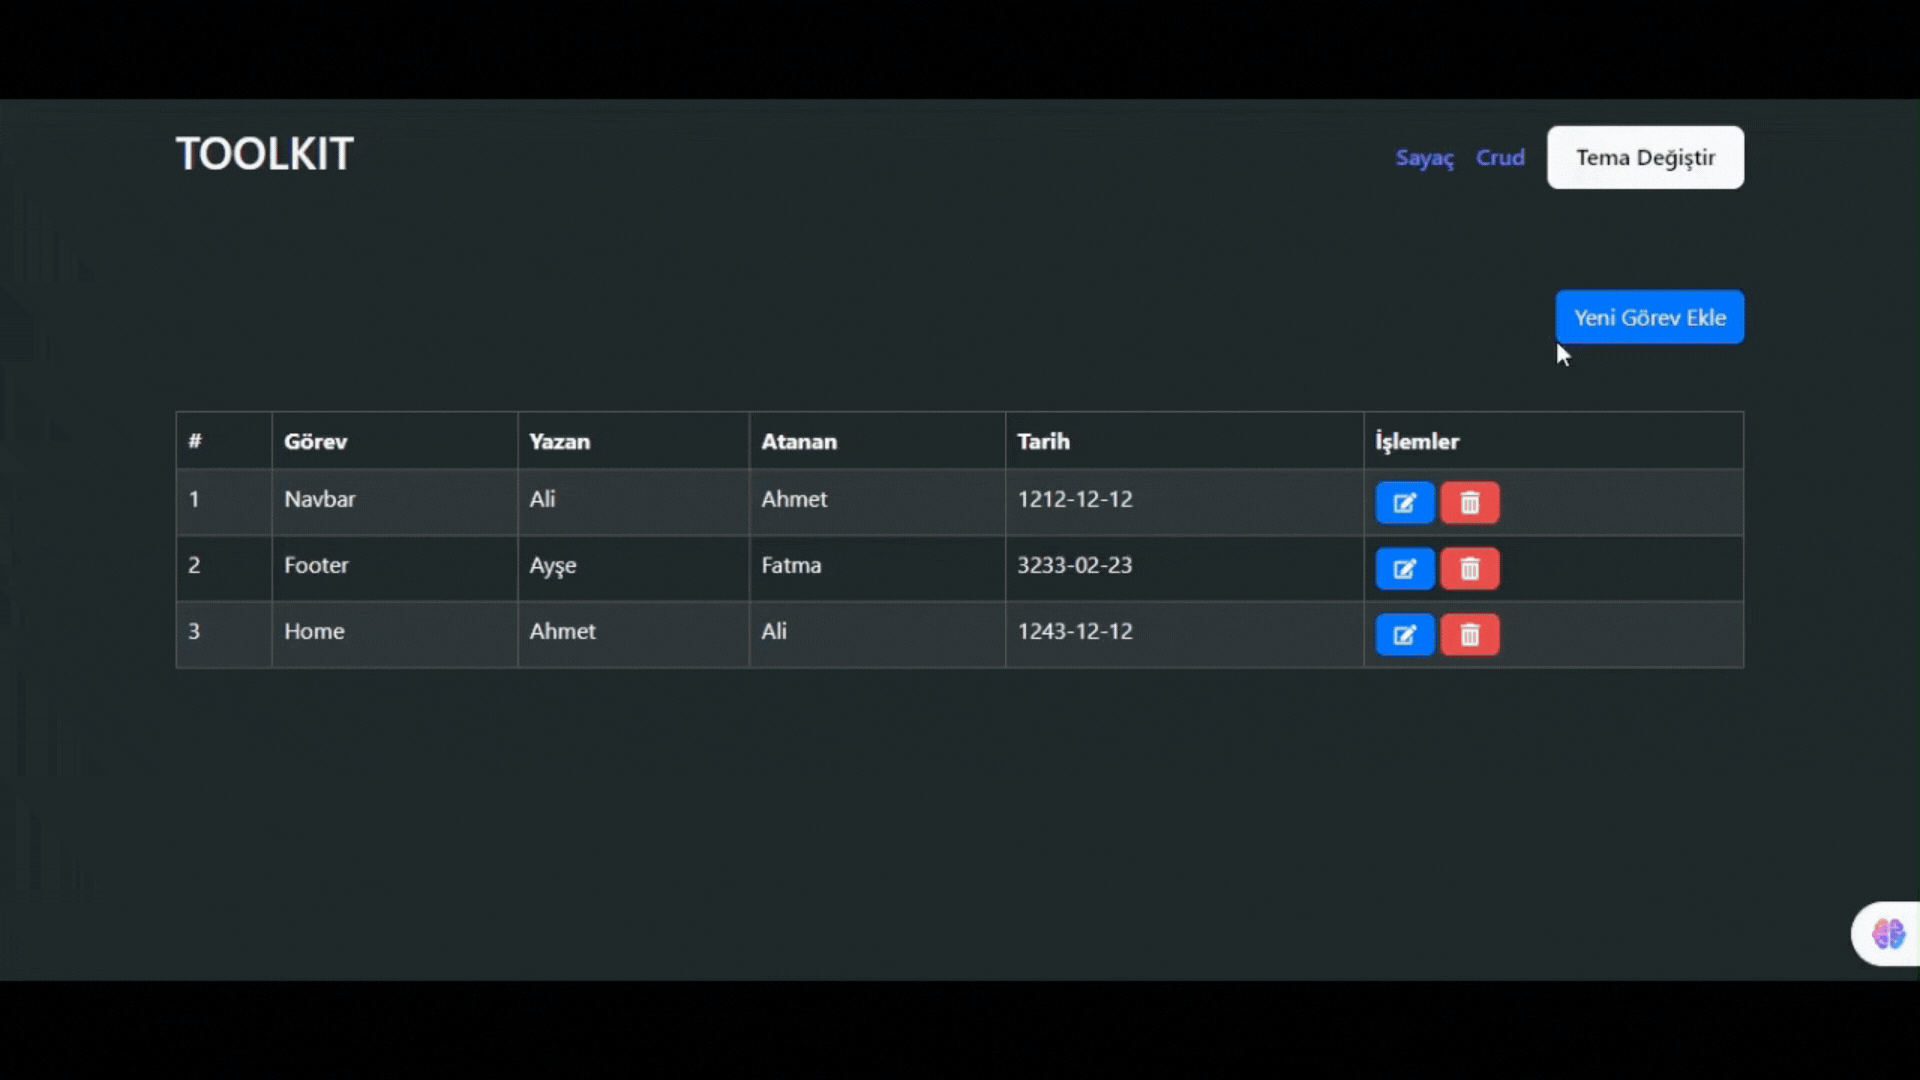 TOOLKIT
Sayaç Crud Tema Değiştir
Yeni Görev Ekle
# Görev Yazan Atanan Tarih İşlemler
1 Navbar Ali Ahmet 1212-12-12
2 Footer Ayşe Fatma 3233-02-23
3 Home Ahmet Ali 1243-12-12